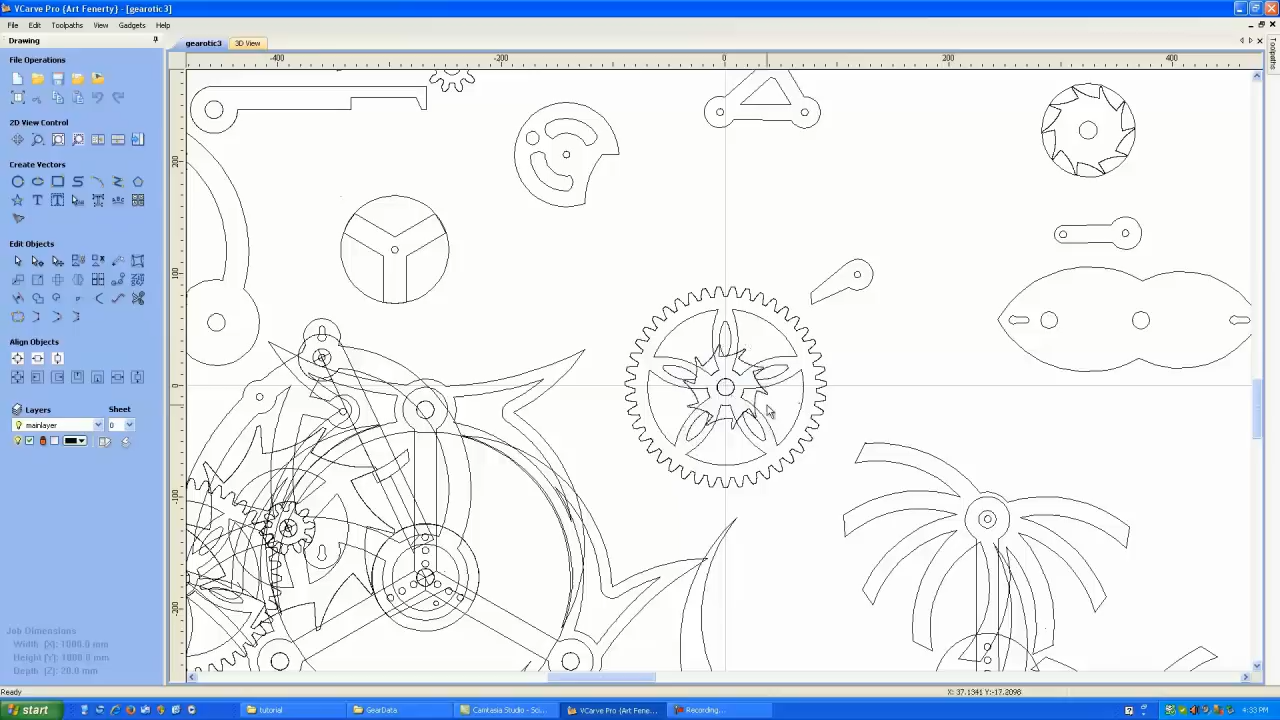 VCarve Pro {Art Fenerty} - [gearotic3]
File Edit Toolpaths View Gadgets Help
Drawing
gearotic3 3D View
Toolpaths
-400 -200 0 200 400
File Operations
2D View Control
Create Vectors
Edit Objects
Align Objects
Layers Sheet
mainlayer 0
200
100
0
-100
-200
Job Dimensions
Width [X]: 1000.0 mm
Height [Y]: 1000.0 mm
Depth [Z]: 20.0 mm
Ready
X: 37.1341 Y:-17.2098
start tutorial GearData Camtasia Studio - Sci... VCarve Pro {Art Fene... Recording... 4:33 PM